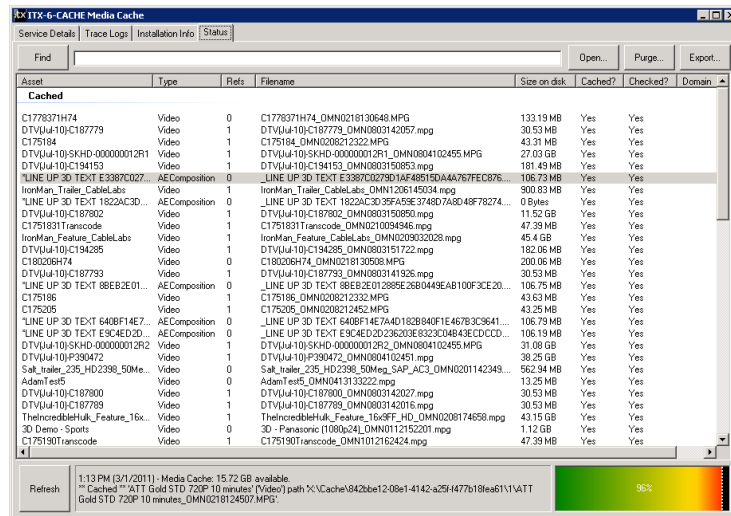 ITX-6-CACHE Media Cache
Service Details Trace Logs Installation Info Status
Find Open... Purge... Export...
Asset Type Refs Filename Size on disk Cached? Checked? Domain
Cached
C1778371H74 Video 0 C1778371H74_OMN0218130648.MPG 133.19 MB Yes Yes
DTV(Jul-10)-C187779 Video 1 DTV(Jul-10)-C187779_OMN0803142057.mpg 30.53 MB Yes Yes
C175184 Video 0 C175184_OMN0208212322.MPG 43.31 MB Yes Yes
DTV(Jul-10)-SKHD-000000012R1 Video 1 DTV(Jul-10)-SKHD-000000012R1_OMN0804102455.MPG 27.03 GB Yes Yes
DTV(Jul-10)-C194153 Video 1 DTV(Jul-10)-C194153_OMN0803150853.mpg 181.49 MB Yes Yes
"LINE UP 3D TEXT E3387C027... AEComposition 0 _LINE UP 3D TEXT E3387C0279D1AF48515DA4A767FEC876.... 106.73 MB Yes Yes
IronMan_Trailer_CableLabs Video 1 IronMan_Trailer_CableLabs_OMN1206145034.mpg 900.83 MB Yes Yes
"LINE UP 3D TEXT 1822AC3D... AEComposition 0 _LINE UP 3D TEXT 1822AC3D35FA59E3748D7A8D48F78274.... 0 Bytes Yes Yes
DTV(Jul-10)-C187802 Video 1 DTV(Jul-10)-C187802_OMN0803150850.mpg 11.52 GB Yes Yes
C1751831Transcode Video 1 C1751831Transcode_OMN0210094946.mpg 47.39 MB Yes Yes
IronMan_Feature_CableLabs Video 1 IronMan_Feature_CableLabs_OMN0209032028.mpg 45.4 GB Yes Yes
DTV(Jul-10)-C194285 Video 1 DTV(Jul-10)-C194285_OMN0803151722.mpg 182.06 MB Yes Yes
C180206H74 Video 0 C180206H74_OMN0218130508.MPG 200.06 MB Yes Yes
DTV(Jul-10)-C187793 Video 1 DTV(Jul-10)-C187793_OMN0803141926.mpg 30.53 MB Yes Yes
"LINE UP 3D TEXT 8BEB2E01... AEComposition 0 _LINE UP 3D TEXT 8BEB2E012885E26B0449EAB100F3CE20.... 106.75 MB Yes Yes
C175186 Video 1 C175186_OMN0208212332.MPG 43.63 MB Yes Yes
C175205 Video 1 C175205_OMN0208212452.MPG 43.25 MB Yes Yes
"LINE UP 3D TEXT 640BF14E7... AEComposition 0 _LINE UP 3D TEXT 640BF14E7A4D182B840F1E467B3C9641.... 106.79 MB Yes Yes
"LINE UP 3D TEXT E9C4ED2D... AEComposition 0 _LINE UP 3D TEXT E9C4ED2D236203E8323C04B43ECDCCD... 106.19 MB Yes Yes
DTV(Jul-10)-SKHD-000000012R2 Video 1 DTV(Jul-10)-SKHD-000000012R2_OMN0804102455.MPG 31.08 GB Yes Yes
DTV(Jul-10)-P390472 Video 1 DTV(Jul-10)-P390472_OMN0804102451.mpg 38.25 GB Yes Yes
Salt_trailer_235_HD2398_50Me... Video 0 Salt_trailer_235_HD2398_50Meg_SAP_AC3_OMN0201142349.... 562.94 MB Yes Yes
AdamTest5 Video 0 AdamTest5_OMN0413133222.mpg 13.25 MB Yes Yes
DTV(Jul-10)-C187800 Video 1 DTV(Jul-10)-C187800_OMN0803142027.mpg 30.53 MB Yes Yes
DTV(Jul-10)-C187789 Video 1 DTV(Jul-10)-C187789_OMN0803142016.mpg 30.53 MB Yes Yes
TheIncredibleHulk_Feature_16x... Video 1 TheIncredibleHulk_Feature_16x9FF_HD_OMN0208174658.mpg 43.15 GB Yes Yes
3D Demo - Sports Video 0 3D - Panasonic (1080p24)_OMN0112152201.mpg 1.12 GB Yes Yes
C175190Transcode Video 1 C175190Transcode_OMN1012162424.mpg 47.39 MB Yes Yes
Refresh
1:13 PM (3/1/2011) - Media Cache: 15.72 GB available.
** Cached ** 'ATT Gold STD 720P 10 minutes' (Video') path 'X:\Cache\842bbe12-08e1-4142-a25f-f477b18fea61\1\ATT
Gold STD 720P 10 minutes_OMN0218124507.MPG'.
96%